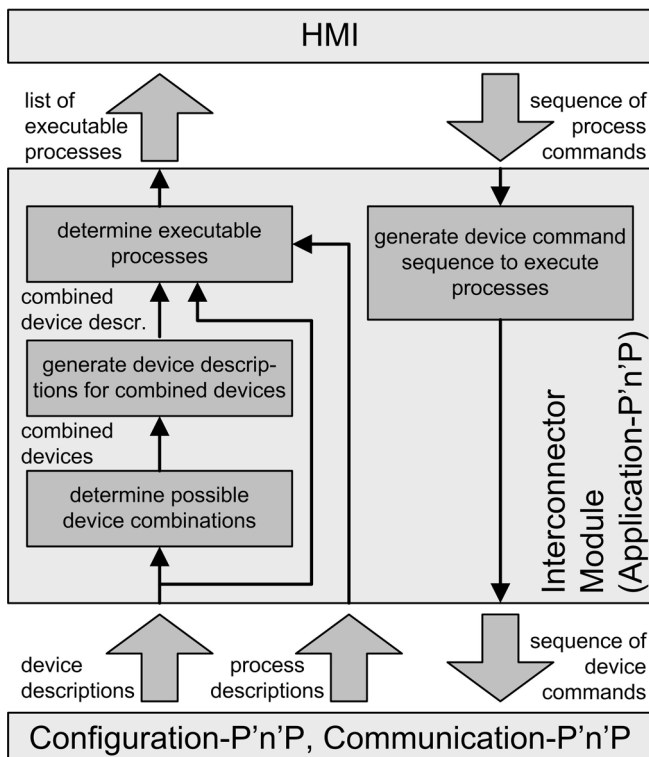 HMI
list of
executable
processes
sequence of
process
commands
determine executable
processes
generate device command
sequence to execute
processes
combined
device descr.
generate device descrip-
tions for combined devices
combined
devices
determine possible
device combinations
Interconnector
Module
(Application-P'n'P)
device
descriptions
process
descriptions
sequence of
device
commands
Configuration-P'n'P, Communication-P'n'P